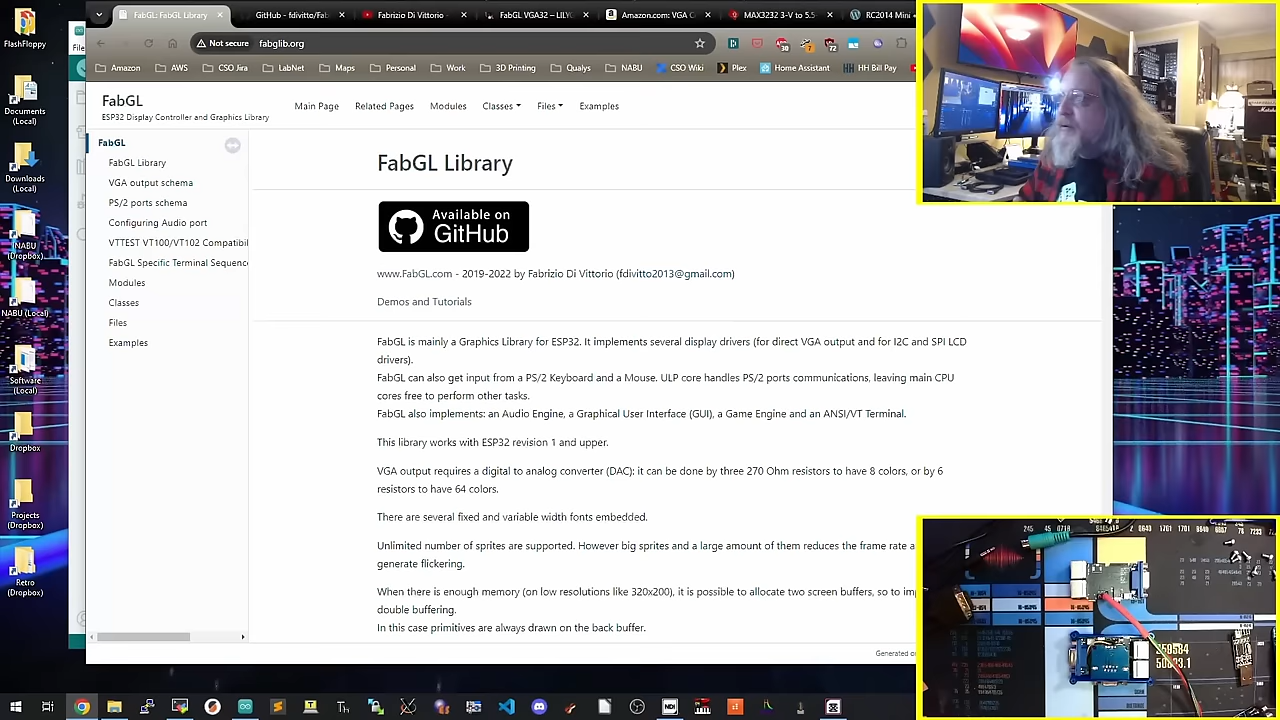 FabGL: FabGL Library
GitHub - fdivitto/Fab
Fabrizio Di Vittorio
FabGL VGA32 – LILY
Amazon.com: VGA C
MAX3232 3-V to 5.5
RC2014 Mini
Not secure
fabglib.org
30
7
72
Amazon
AWS
CSO Jira
LabNet
Maps
Personal
Work
3D Printing
Qualys
NABU
CSO Wiki
Plex
Home Assistant
HH Bill Pay
FabGL
ESP32 Display Controller and Graphics Library
Main Page
Related Pages
Modules
Classes
Files
Examples
FabGL
FabGL Library
VGA output schema
PS/2 ports schema
Configuring Audio port
VTTEST VT100/VT102 Compatibil
FabGL Specific Terminal Sequence
Modules
Classes
Files
Examples
FabGL Library
Available on
GitHub
www.FabGL.com - 2019-2022 by Fabrizio Di Vittorio (fdivitto2013@gmail.com)
Demos and Tutorials
FabGL is mainly a Graphics Library for ESP32. It implements several display drivers (for direct VGA output and for I2C and SPI LCD
drivers).
FabGL can also get input from a PS/2 Keyboard and a Mouse. ULP core handles PS/2 ports communications, leaving main CPU
cores free to perform other tasks.
FabGL also implements: an Audio Engine, a Graphical User Interface (GUI), a Game Engine and an ANSI/VT Terminal.
This library works with ESP32 revision 1 and upper.
VGA output requires a digital to analog converter (DAC): it can be done by three 270 Ohm resistors to have 8 colors, or by 6
resistors to have 64 colors.
There are several fixed and variable width fonts embedded.
Unlimited number of sprites are supported. However big sprites and a large amount of them reduces the frame rate a
generate flickering.
When there is enough memory (on low resolutions like 320x200), it is possible to allocate two screen buffers, so to imp
double buffering.
In this case primitives are always drawn on the back buffer.
Generated o
File
FlashFloppy
Documents
(Local)
Downloads
(Local)
NABU
(Dropbox)
NABU (Local)
Software
(Local)
Dropbox
Projects
(Dropbox)
Retro
(Dropbox)
Marshall